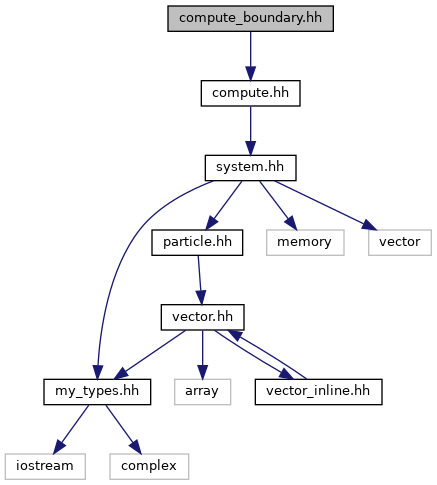 compute_boundary.hh
compute.hh
system.hh
particle.hh
memory
vector
vector.hh
my_types.hh
array
vector_inline.hh
iostream
complex